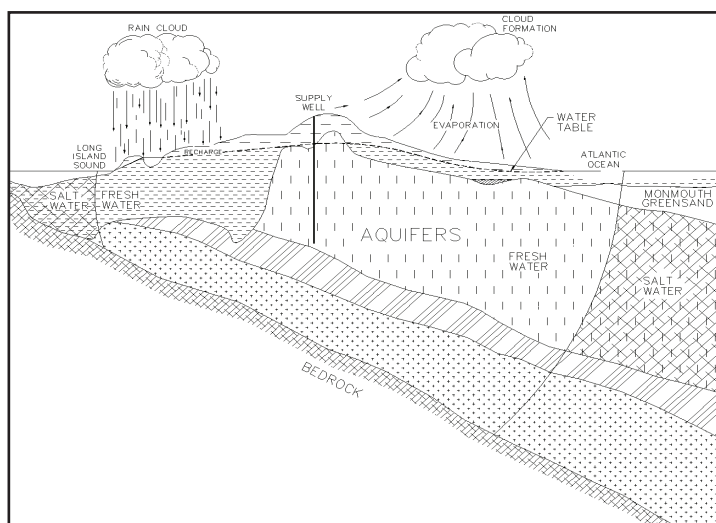 RAIN CLOUD
CLOUD
FORMATION
SUPPLY
WELL
EVAPORATION
WATER
TABLE
LONG
ISLAND
SOUND
RECHARGE
ATLANTIC
OCEAN
SALT
WATER
FRESH
WATER
MONMOUTH
GREENSAND
AQUIFERS
FRESH
WATER
SALT
WATER
BEDROCK